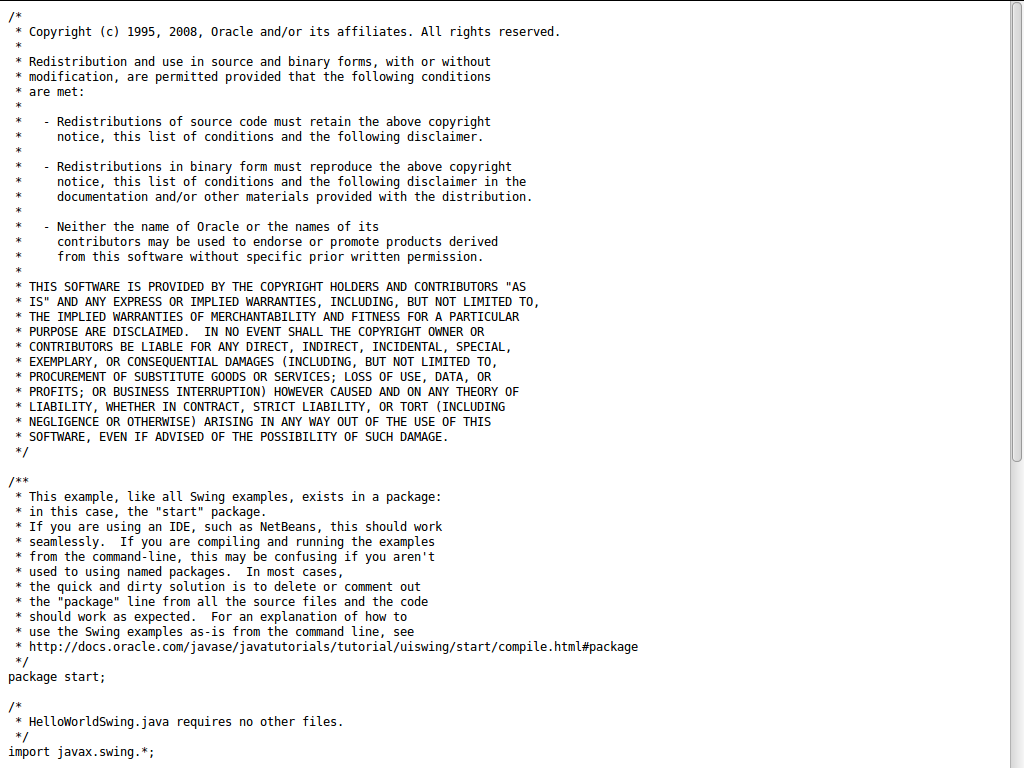 /*
 * Copyright (c) 1995, 2008, Oracle and/or its affiliates. All rights reserved.
 *
 * Redistribution and use in source and binary forms, with or without
 * modification, are permitted provided that the following conditions
 * are met:
 *
 *   - Redistributions of source code must retain the above copyright
 *     notice, this list of conditions and the following disclaimer.
 *
 *   - Redistributions in binary form must reproduce the above copyright
 *     notice, this list of conditions and the following disclaimer in the
 *     documentation and/or other materials provided with the distribution.
 *
 *   - Neither the name of Oracle or the names of its
 *     contributors may be used to endorse or promote products derived
 *     from this software without specific prior written permission.
 *
 * THIS SOFTWARE IS PROVIDED BY THE COPYRIGHT HOLDERS AND CONTRIBUTORS "AS
 * IS" AND ANY EXPRESS OR IMPLIED WARRANTIES, INCLUDING, BUT NOT LIMITED TO,
 * THE IMPLIED WARRANTIES OF MERCHANTABILITY AND FITNESS FOR A PARTICULAR
 * PURPOSE ARE DISCLAIMED.  IN NO EVENT SHALL THE COPYRIGHT OWNER OR
 * CONTRIBUTORS BE LIABLE FOR ANY DIRECT, INDIRECT, INCIDENTAL, SPECIAL,
 * EXEMPLARY, OR CONSEQUENTIAL DAMAGES (INCLUDING, BUT NOT LIMITED TO,
 * PROCUREMENT OF SUBSTITUTE GOODS OR SERVICES; LOSS OF USE, DATA, OR
 * PROFITS; OR BUSINESS INTERRUPTION) HOWEVER CAUSED AND ON ANY THEORY OF
 * LIABILITY, WHETHER IN CONTRACT, STRICT LIABILITY, OR TORT (INCLUDING
 * NEGLIGENCE OR OTHERWISE) ARISING IN ANY WAY OUT OF THE USE OF THIS
 * SOFTWARE, EVEN IF ADVISED OF THE POSSIBILITY OF SUCH DAMAGE.
 */

/**
 * This example, like all Swing examples, exists in a package:
 * in this case, the "start" package.
 * If you are using an IDE, such as NetBeans, this should work
 * seamlessly.  If you are compiling and running the examples
 * from the command-line, this may be confusing if you aren't
 * used to using named packages.  In most cases,
 * the quick and dirty solution is to delete or comment out
 * the "package" line from all the source files and the code
 * should work as expected.  For an explanation of how to
 * use the Swing examples as-is from the command line, see
 * http://docs.oracle.com/javase/javatutorials/tutorial/uiswing/start/compile.html#package
 */
package start;

/*
 * HelloWorldSwing.java requires no other files.
 */
import javax.swing.*;